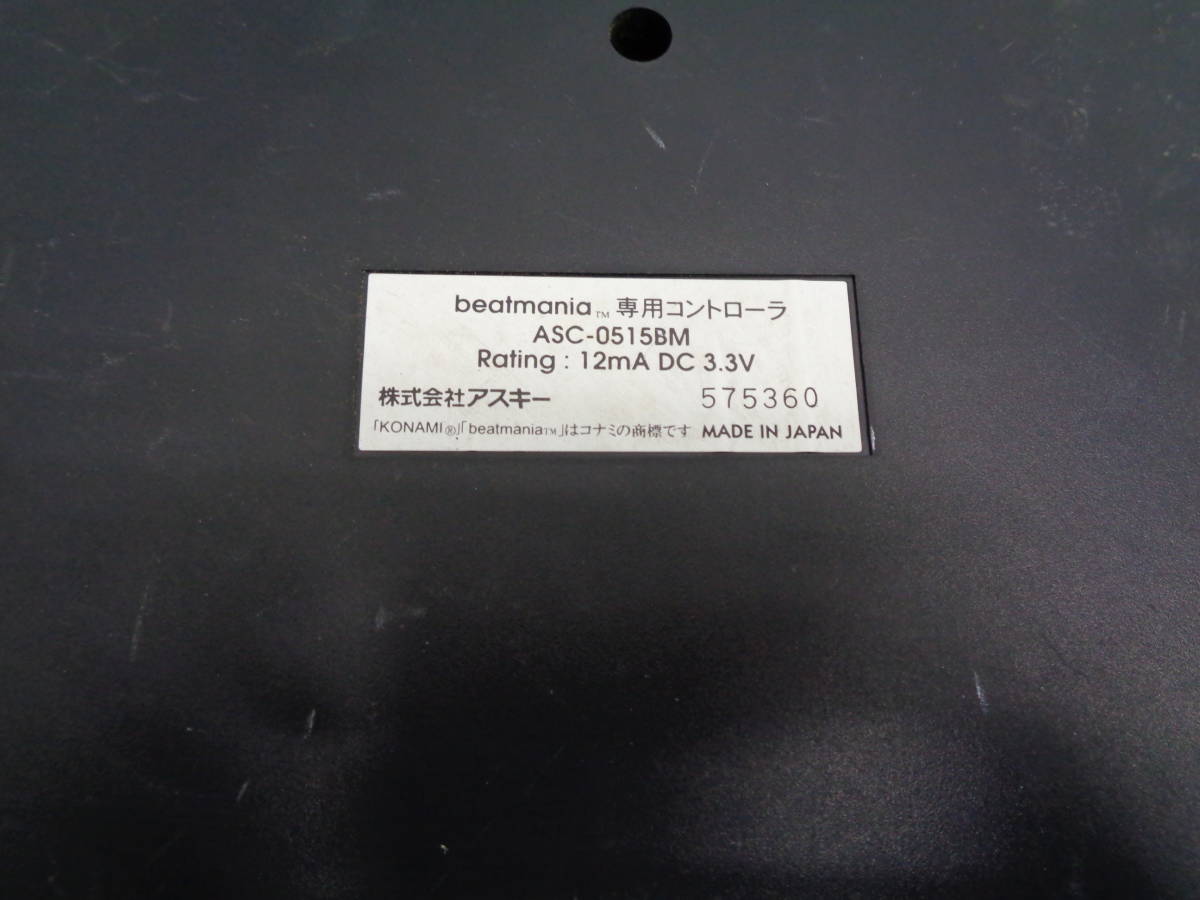 beatmania™ 専用コントローラ
ASC-0515BM
Rating : 12mA DC 3.3V
株式会社アスキー 575360
「KONAMI®」「beatmania™」はコナミの商標です MADE IN JAPAN